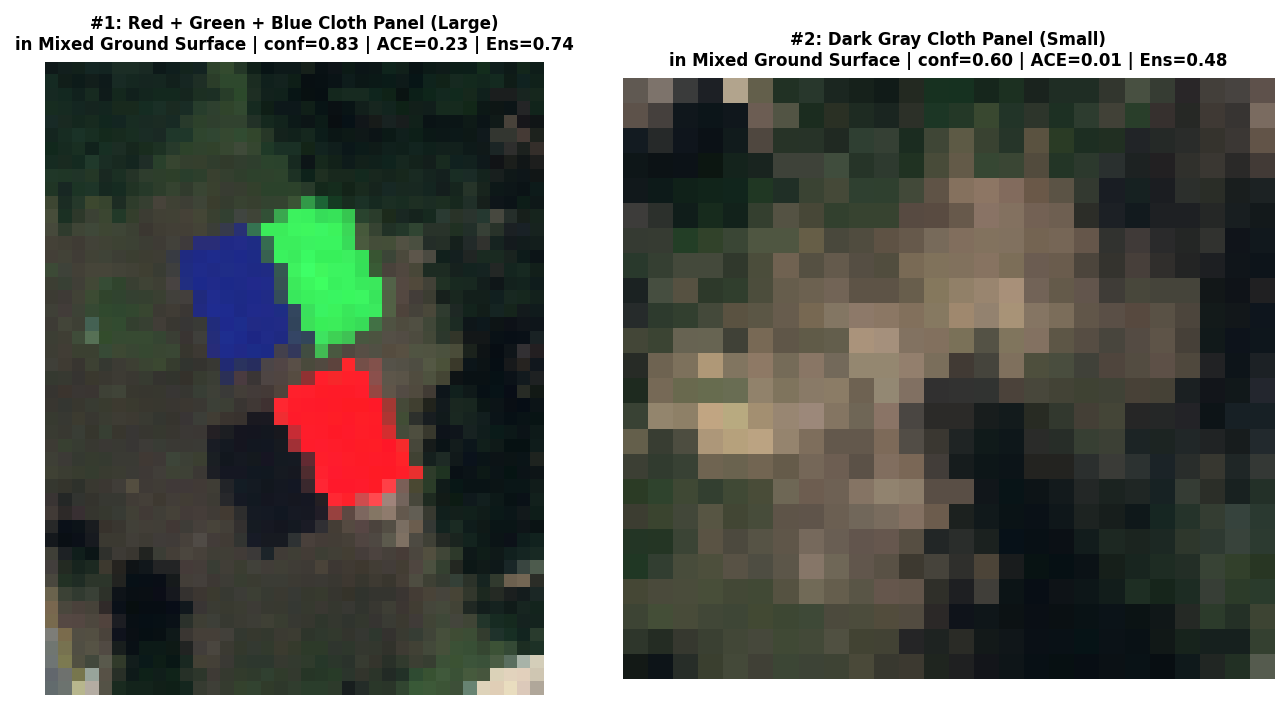 #1: Red + Green + Blue Cloth Panel (Large)
in Mixed Ground Surface | conf=0.83 | ACE=0.23 | Ens=0.74
#2: Dark Gray Cloth Panel (Small)
in Mixed Ground Surface | conf=0.60 | ACE=0.01 | Ens=0.48